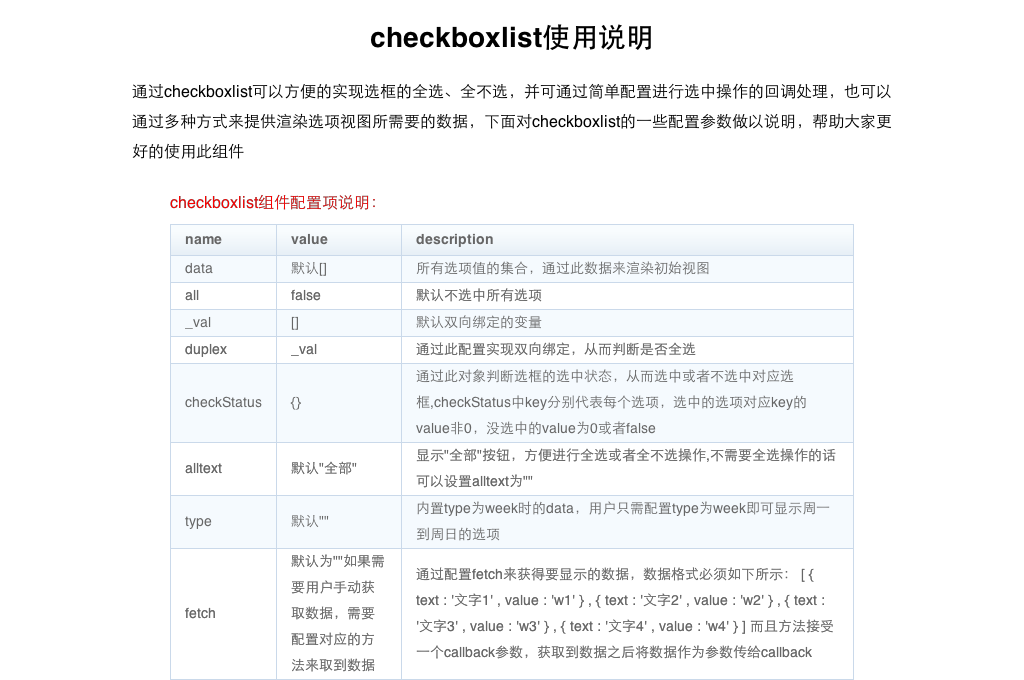 checkboxlist使用说明
通过checkboxlist可以方便的实现选框的全选、全不选，并可通过简单配置进行选中操作的回调处理，也可以
通过多种方式来提供渲染选项视图所需要的数据，下面对checkboxlist的一些配置参数做以说明，帮助大家更
好的使用此组件
checkboxlist组件配置项说明：
name value description
data 默认[] 所有选项值的集合，通过此数据来渲染初始视图
all false 默认不选中所有选项
_val [] 默认双向绑定的变量
duplex _val 通过此配置实现双向绑定，从而判断是否全选
checkStatus {} 通过此对象判断选框的选中状态，从而选中或者不选中对应选
框,checkStatus中key分别代表每个选项，选中的选项对应key的
value非0，没选中的value为0或者false
alltext 默认"全部" 显示"全部"按钮，方便进行全选或者全不选操作,不需要全选操作的话
可以设置alltext为""
type 默认"" 内置type为week时的data，用户只需配置type为week即可显示周一
到周日的选项
fetch 默认为""如果需
要用户手动获
取数据，需要
配置对应的方
法来取到数据
通过配置fetch来获得要显示的数据，数据格式必须如下所示： [ {
text : '文字1' , value : 'w1' } , { text : '文字2' , value : 'w2' } , { text :
'文字3' , value : 'w3' } , { text : '文字4' , value : 'w4' } ] 而且方法接受
一个callback参数，获取到数据之后将数据作为参数传给callback